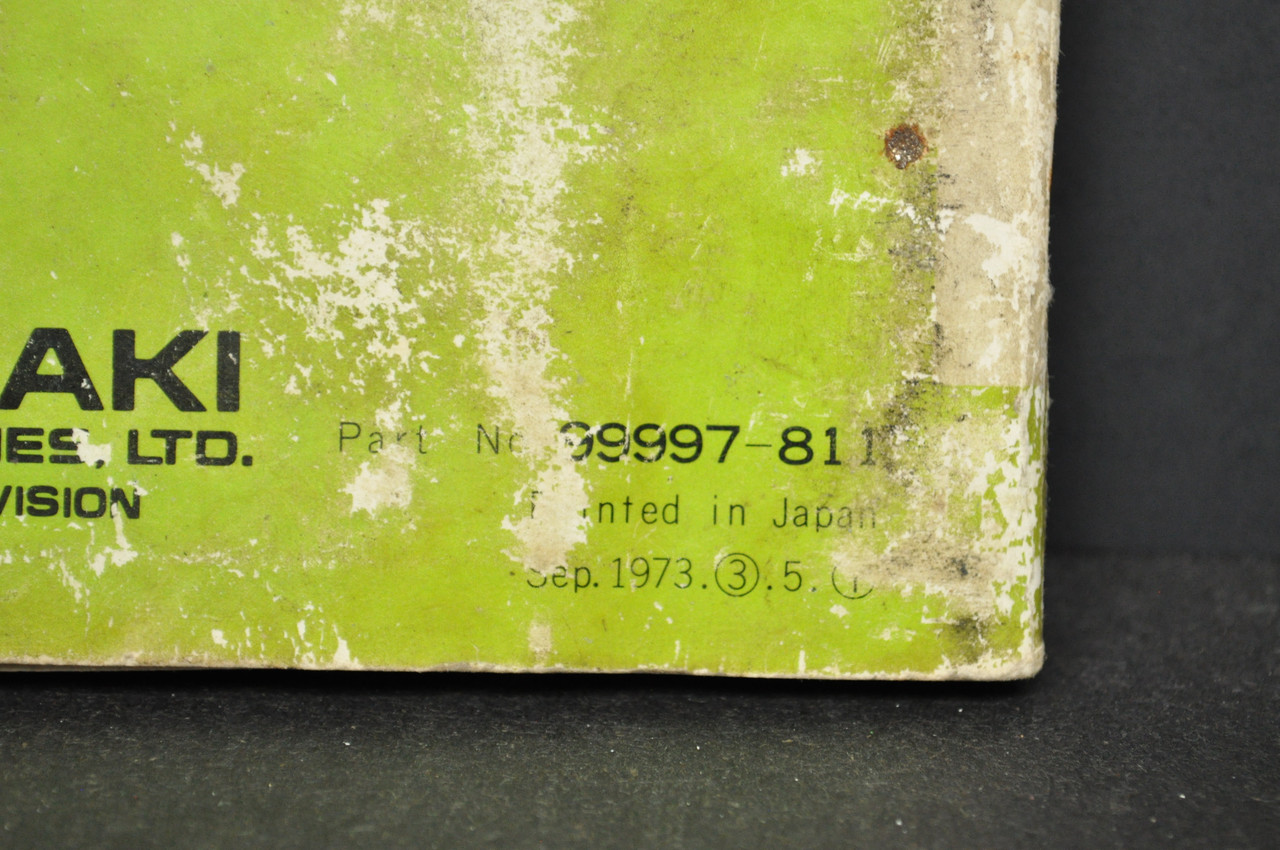 AKI
IES, LTD.
VISION
Part No 99997-811
Printed in Japan
Sep. 1973.③.5.①